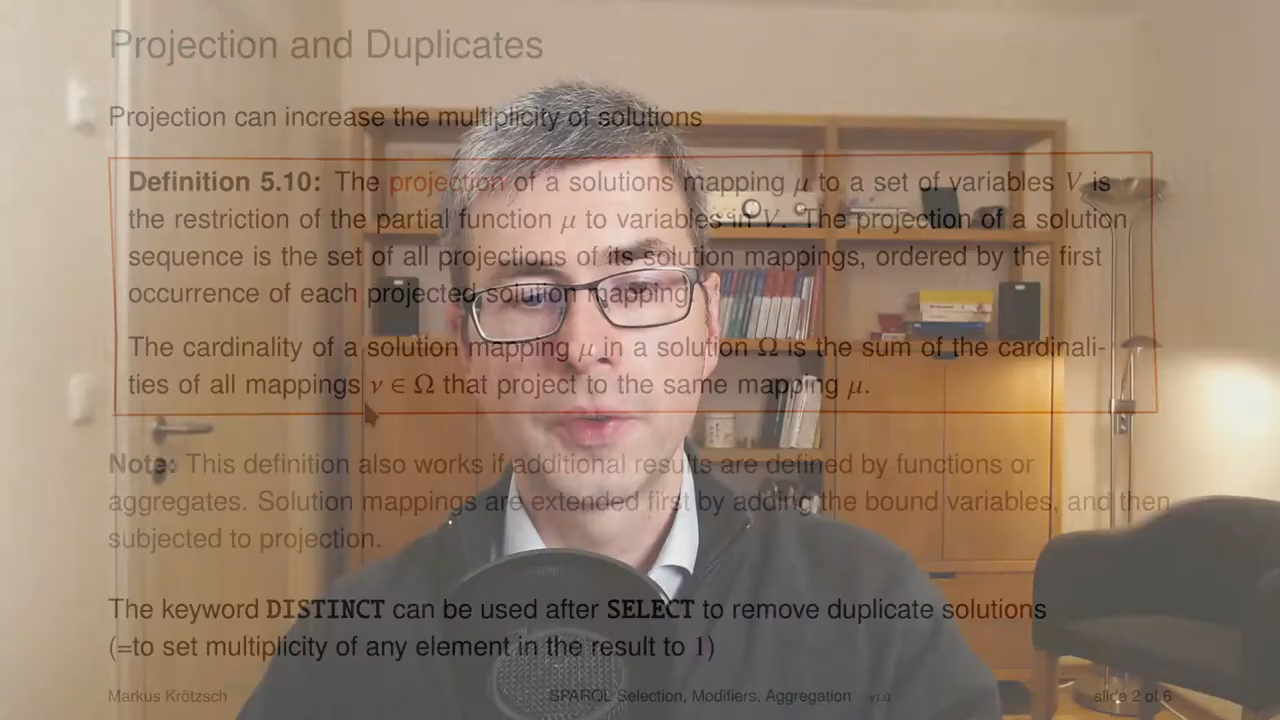 Projection and Duplicates
Projection can increase the multiplicity of solutions
Definition 5.10: The projection of a solutions mapping μ to a set of variables V is
the restriction of the partial function μ to variables in V. The projection of a solution
sequence is the set of all projections of its solution mappings, ordered by the first
occurrence of each projected solution mapping.
The cardinality of a solution mapping μ in a solution Ω is the sum of the cardinali-
ties of all mappings ν ∈ Ω that project to the same mapping μ.
Note: This definition also works if additional results are defined by functions or
aggregates. Solution mappings are extended first by adding the bound variables, and then
subjected to projection.
The keyword DISTINCT can be used after SELECT to remove duplicate solutions
(=to set multiplicity of any element in the result to 1)
Markus Krötzsch SPARQL Selection, Modifiers, Aggregation v1.0 slide 2 of 6